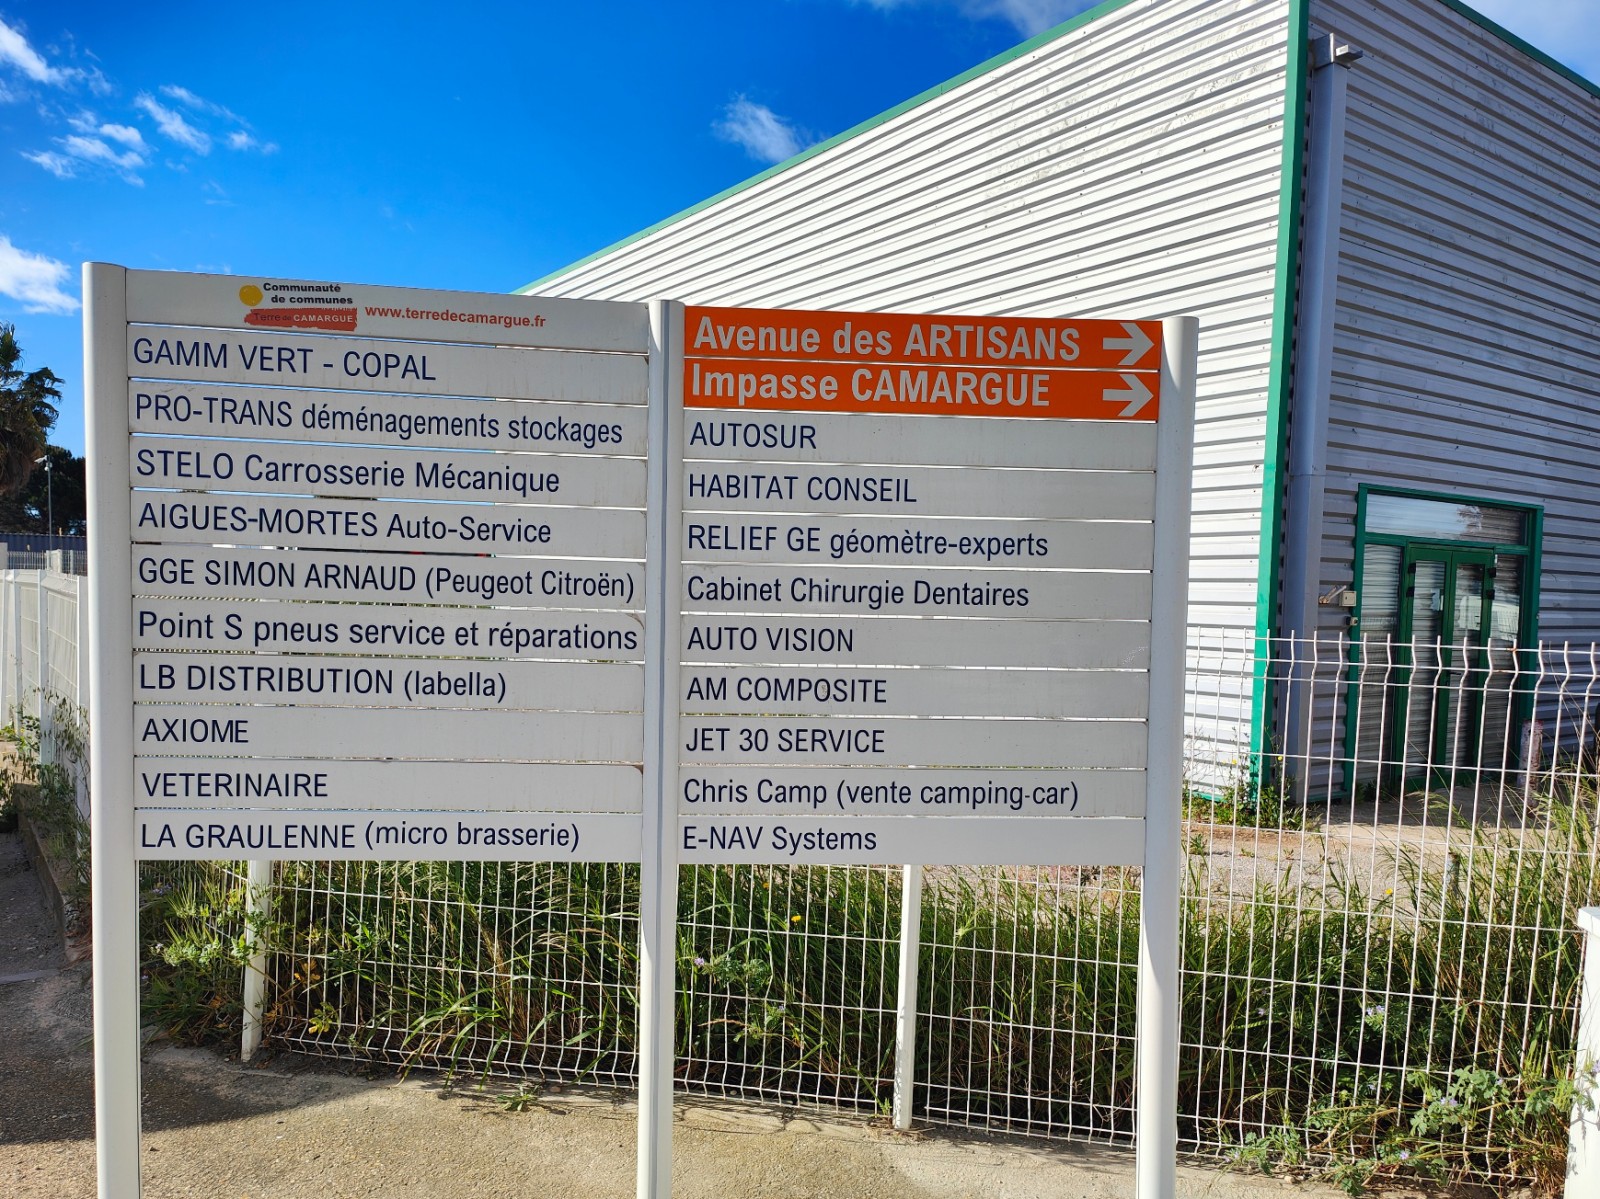 Communauté
de communes
Terre de CAMARGUE
www.terredecamargue.fr
GAMM VERT - COPAL
PRO-TRANS déménagements stockages
STELO Carrosserie Mécanique
AIGUES-MORTES Auto-Service
GGE SIMON ARNAUD (Peugeot Citroën)
Point S pneus service et réparations
LB DISTRIBUTION (labella)
AXIOME
VETERINAIRE
LA GRAULENNE (micro brasserie)
Avenue des ARTISANS
Impasse CAMARGUE
AUTOSUR
HABITAT CONSEIL
RELIEF GE géomètre-experts
Cabinet Chirurgie Dentaires
AUTO VISION
AM COMPOSITE
JET 30 SERVICE
Chris Camp (vente camping-car)
E-NAV Systems